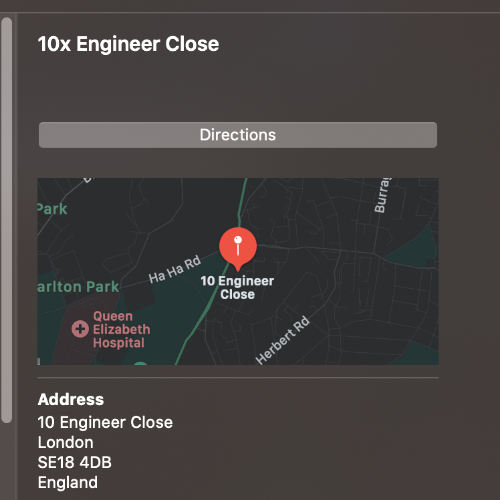 10x Engineer Close
Directions
Park
Burrag
Ha Ha Rd
10 Engineer
Close
arlton Park
Queen
Elizabeth
Hospital
Herbert Rd
Address
10 Engineer Close
London
SE18 4DB
England